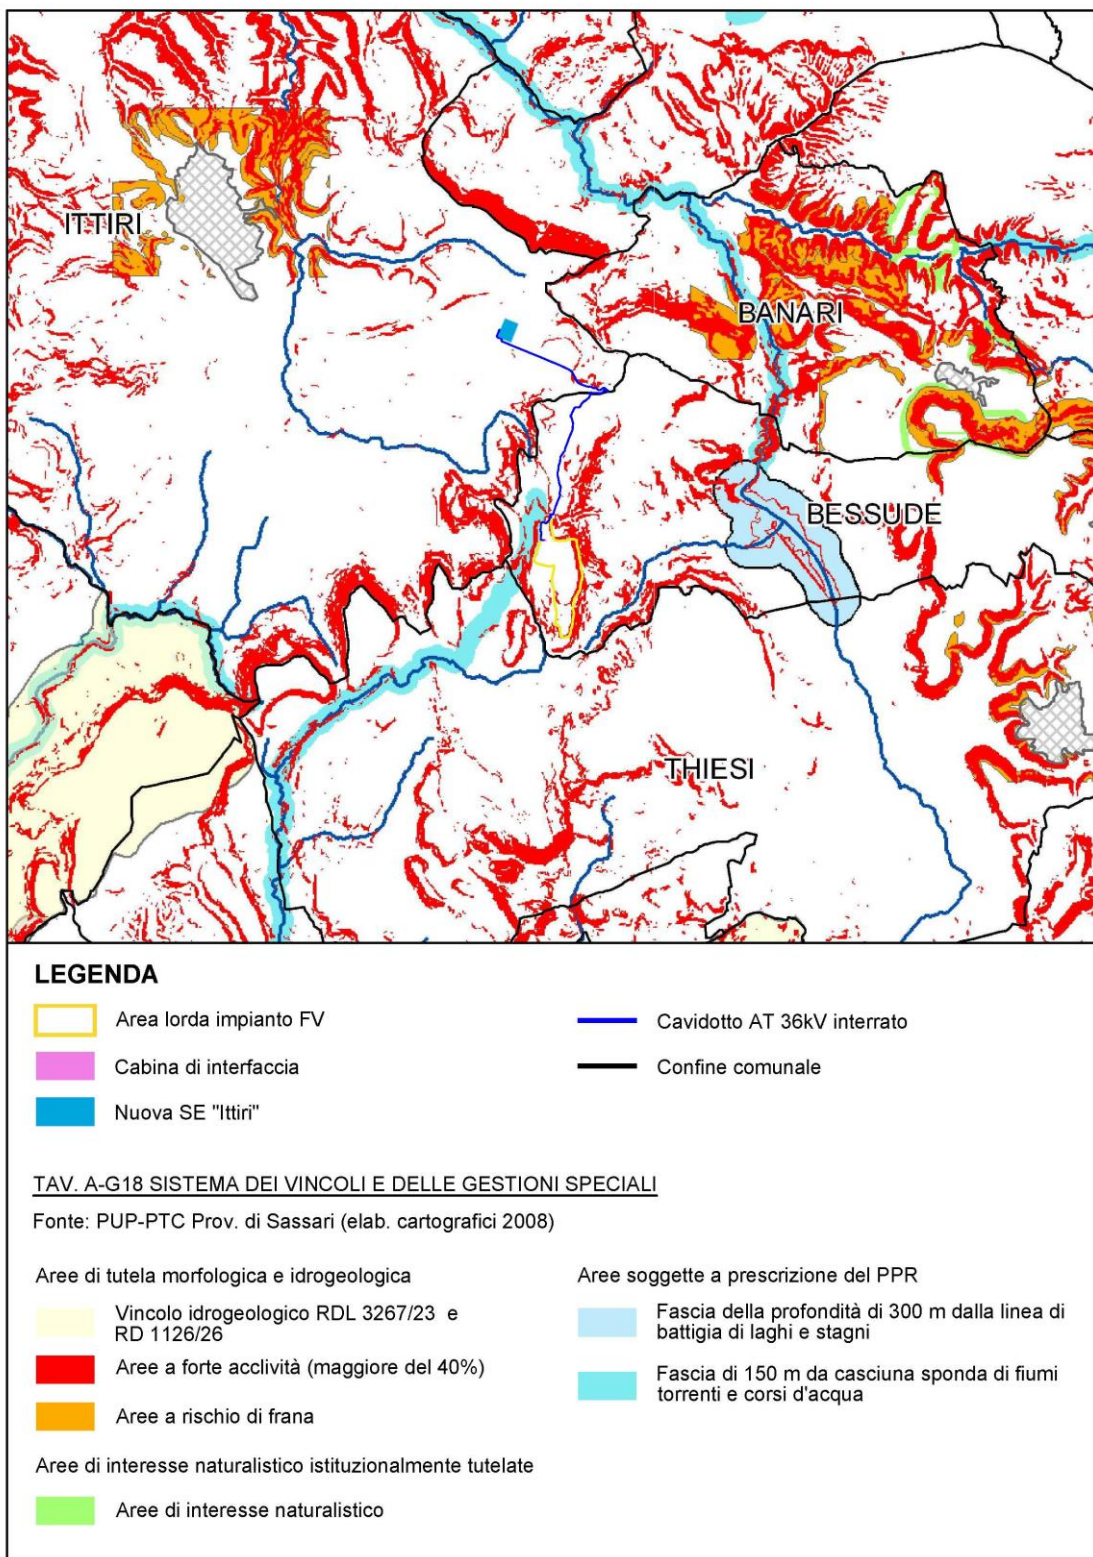 ITTIRI
BANARI
BESSUDE
THIESI
LEGENDA
Area lorda impianto FV
Cavidotto AT 36kV interrato
Cabina di interfaccia
Confine comunale
Nuova SE "Ittiri"
TAV. A-G18 SISTEMA DEI VINCOLI E DELLE GESTIONI SPECIALI
Fonte: PUP-PTC Prov. di Sassari (elab. cartografici 2008)
Aree di tutela morfologica e idrogeologica
Vincolo idrogeologico RDL 3267/23 e
RD 1126/26
Aree a forte acclività (maggiore del 40%)
Aree a rischio di frana
Aree di interesse naturalistico istituzionalmente tutelate
Aree di interesse naturalistico
Aree soggette a prescrizione del PPR
Fascia della profondità di 300 m dalla linea di
battigia di laghi e stagni
Fascia di 150 m da casciuna sponda di fiumi
torrenti e corsi d'acqua